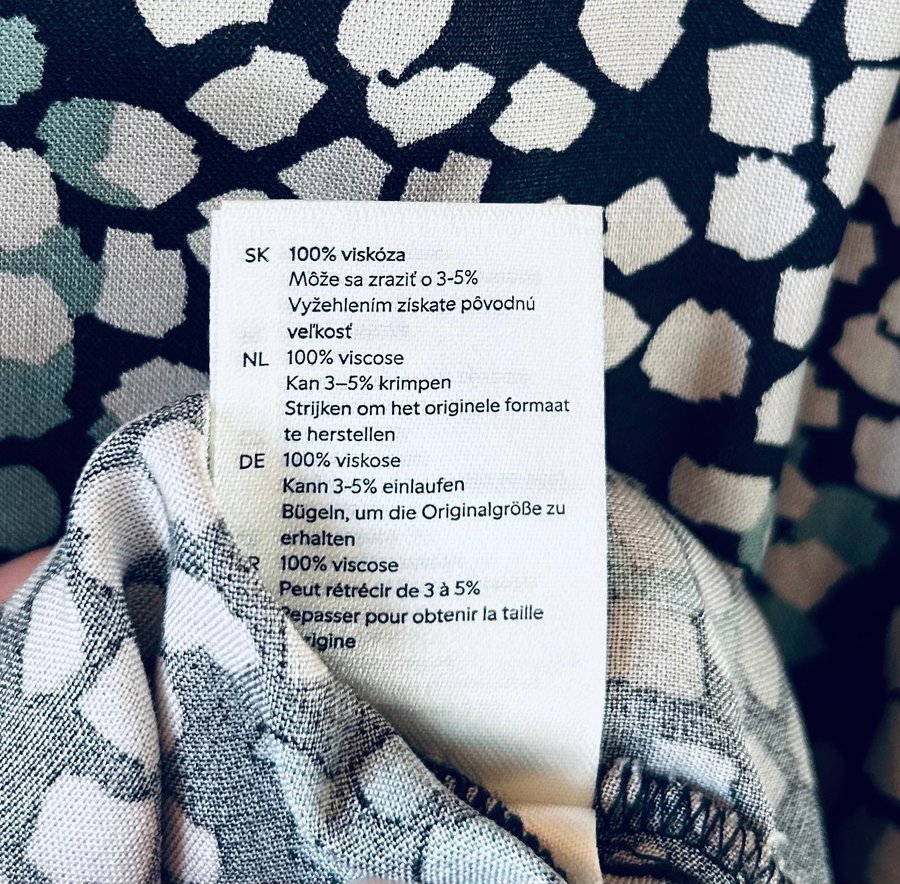 SK 100% viskóza
Môže sa zraziť o 3-5%
Vyžehlením získate pôvodnú
veľkosť
NL 100% viscose
Kan 3–5% krimpen
Strijken om het originele formaat
te herstellen
DE 100% viskose
Kann 3-5% einlaufen
Bügeln, um die Originalgröße zu
erhalten
100% viscose
Peut rétrécir de 3 à 5%
Repasser pour obtenir la taille